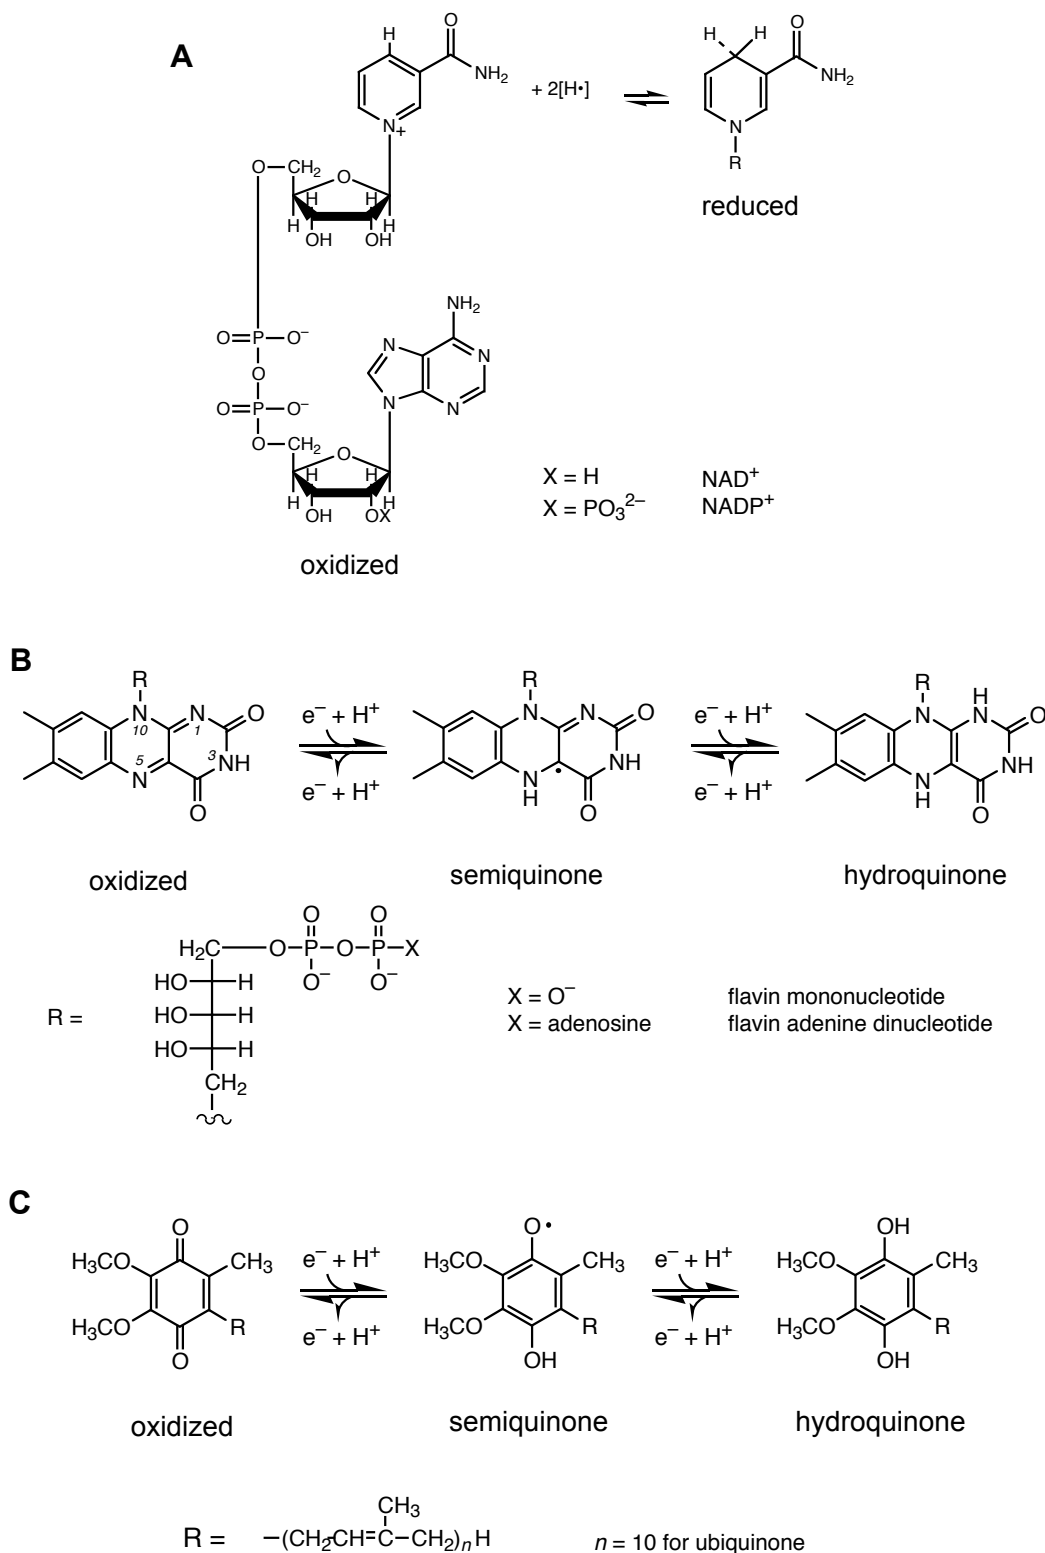 A
H O
NH₂
+ 2[H•]
N+
O—CH₂ O
H H
H H
OH OH
O=P—O⁻
O
O=P—O⁻
O—CH₂ O
NH₂
N N
N N
H H
H H
OH OX
oxidized
H H O
NH₂
N
R
reduced
X = H NAD⁺
X = PO₃²⁻ NADP⁺
B
R
N N O
10 1
5 3
N NH
O
oxidized
e⁻ + H⁺
e⁻ + H⁺
R
N N O
N • NH
H O
semiquinone
e⁻ + H⁺
e⁻ + H⁺
R H
N N O
N NH
H O
hydroquinone
R =
O O
H₂C—O—P—O—P—X
O⁻ O⁻
HO—H
HO—H
HO—H
CH₂
X = O⁻ flavin mononucleotide
X = adenosine flavin adenine dinucleotide
C
O
H₃CO CH₃
H₃CO R
O
oxidized
e⁻ + H⁺
e⁻ + H⁺
O•
H₃CO CH₃
H₃CO R
OH
semiquinone
e⁻ + H⁺
e⁻ + H⁺
OH
H₃CO CH₃
H₃CO R
OH
hydroquinone
CH₃
R = —(CH₂-CH=C—CH₂)ₙH n = 10 for ubiquinone